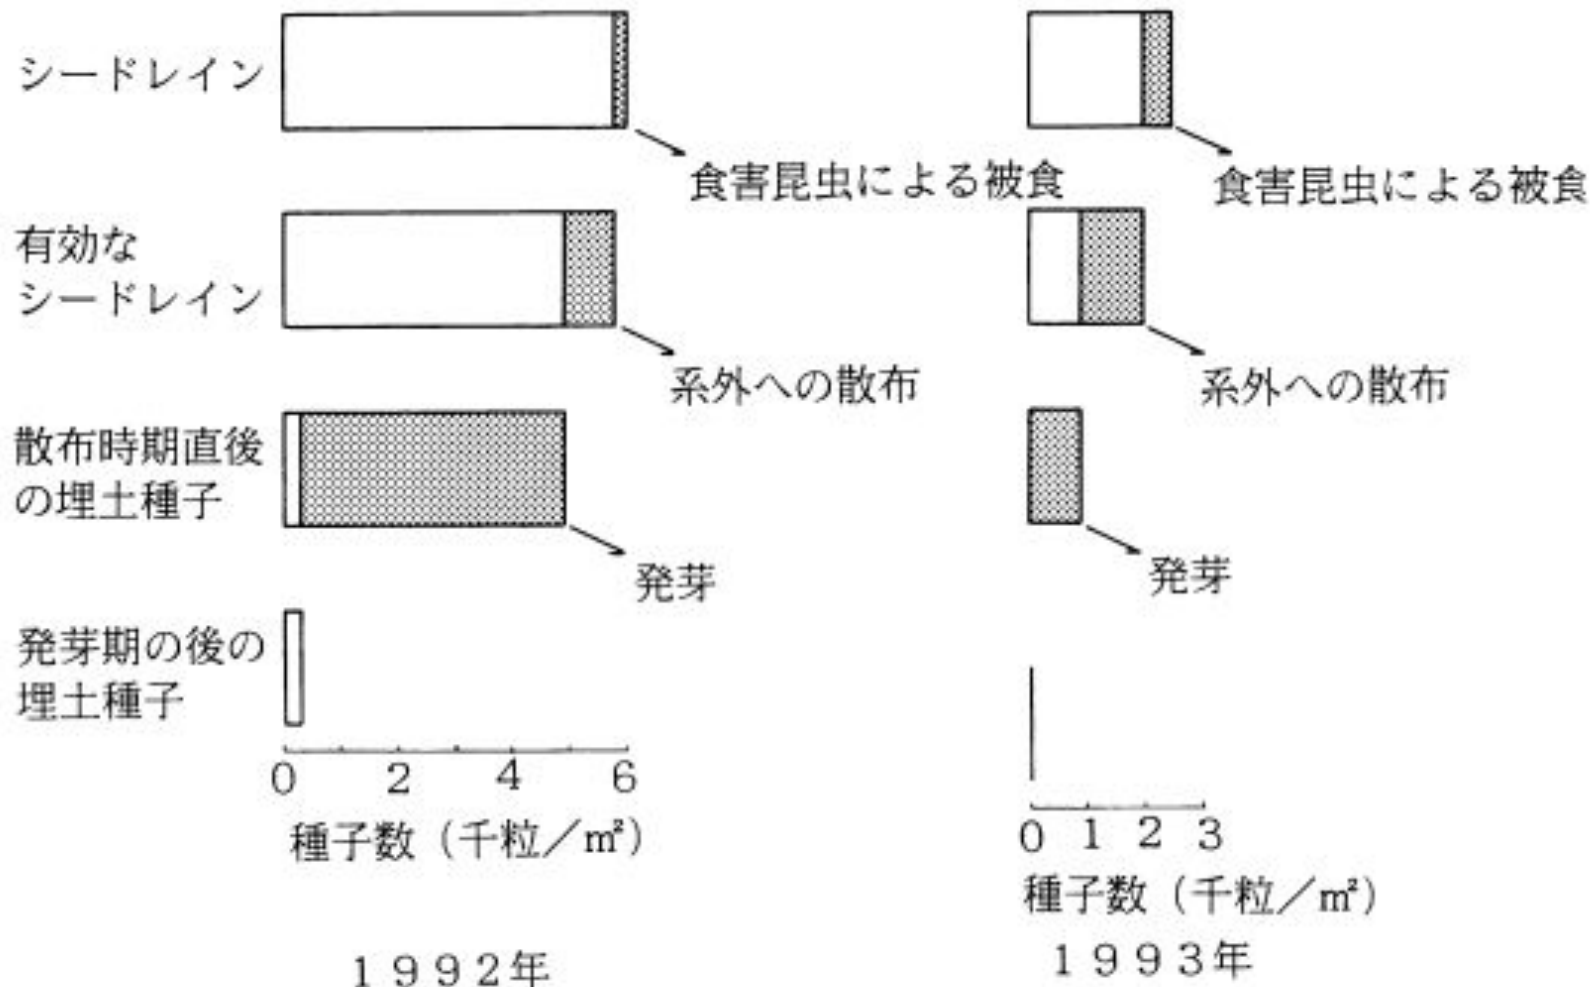 シードレイン
食害昆虫による被食
食害昆虫による被食
有効な
シードレイン
系外への散布
系外への散布
散布時期直後
の埋土種子
発芽
発芽
発芽期の後の
埋土種子
0 2 4 6
種子数（千粒／㎡）
0 1 2 3
種子数（千粒／㎡）
１９９２年
１９９３年